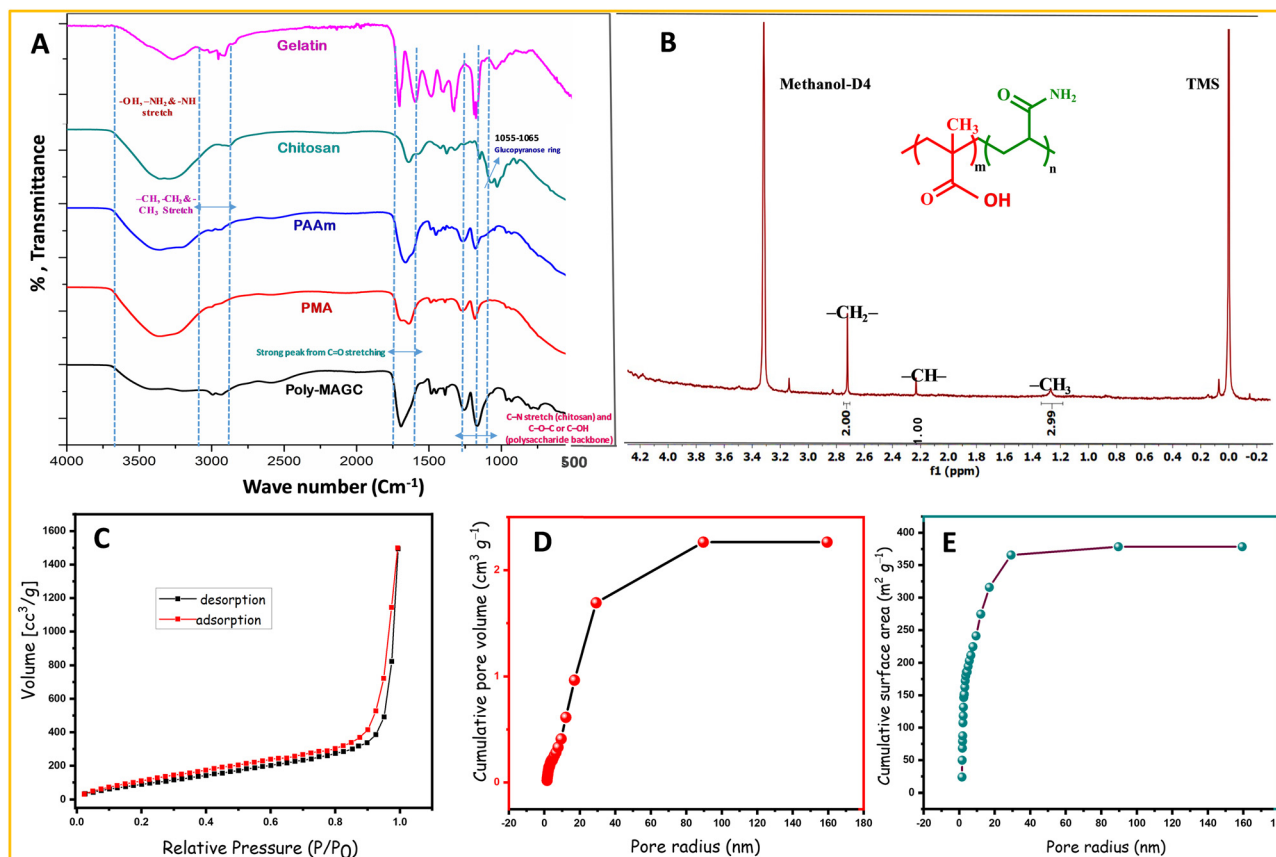 A
Gelatin
-OH, –NH₂ & -NH
stretch
Chitosan
1055-1065
Glucopyranose ring
–CH, -CH₂ & -
CH₃ Stretch
PAAm
PMA
Strong peak from C=O stretching
Poly-MAGC
C–N stretch (chitosan) and
C–O–C or C–OH
(polysaccharide backbone)
%, Transmittance
4000 3500 3000 2500 2000 1500 1000 500
Wave number (Cm⁻¹)
B
Methanol-D4
TMS
O
NH₂
CH₃
m
n
O
OH
–CH₂–
–CH–
–CH₃
2.00
1.00
2.99
4.2 4.0 3.8 3.6 3.4 3.2 3.0 2.8 2.6 2.4 2.2 2.0 1.8 1.6 1.4 1.2 1.0 0.8 0.6 0.4 0.2 0.0 -0.2
f1 (ppm)
C
1600
1400
1200
1000
800
600
400
200
0
Volume [cc³/g]
desorption
adsorption
0.0 0.2 0.4 0.6 0.8 1.0
Relative Pressure (P/P0)
D
2
1
0
Cumulative pore volume (cm³ g⁻¹)
-20 0 20 40 60 80 100 120 140 160 180
Pore radius (nm)
E
400
350
300
250
200
150
100
50
0
Cumulative surface area (m² g⁻¹)
-20 0 20 40 60 80 100 120 140 160
Pore radius (nm)